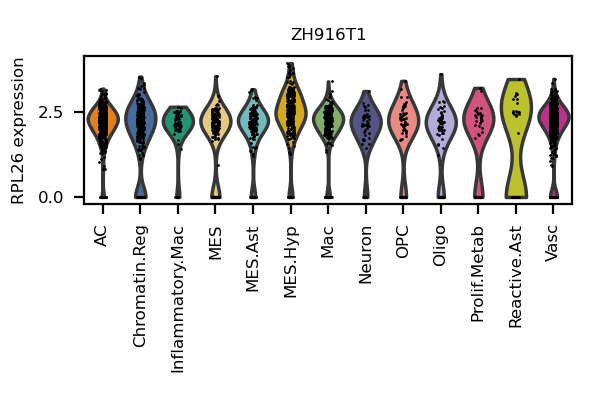 ZH916T1
RPL26 expression
2.5
0.0
AC
Chromatin.Reg
Inflammatory.Mac
MES
MES.Ast
MES.Hyp
Mac
Neuron
OPC
Oligo
Prolif.Metab
Reactive.Ast
Vasc